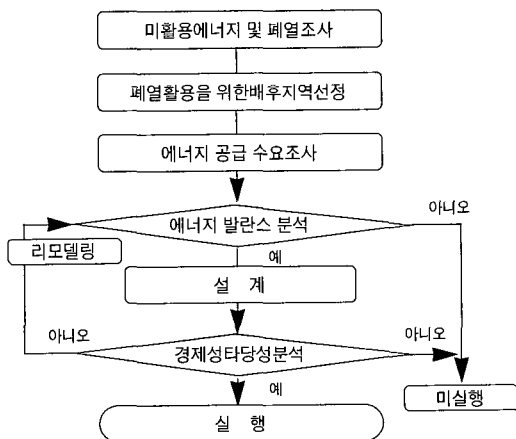 미활용에너지 및 폐열조사
폐열활용을 위한배후지역선정
에너지 공급 수요조사
에너지 발란스 분석
아니오
리모델링
예
설 계
아니오
경제성타당성분석
아니오
예
미실행
실 행